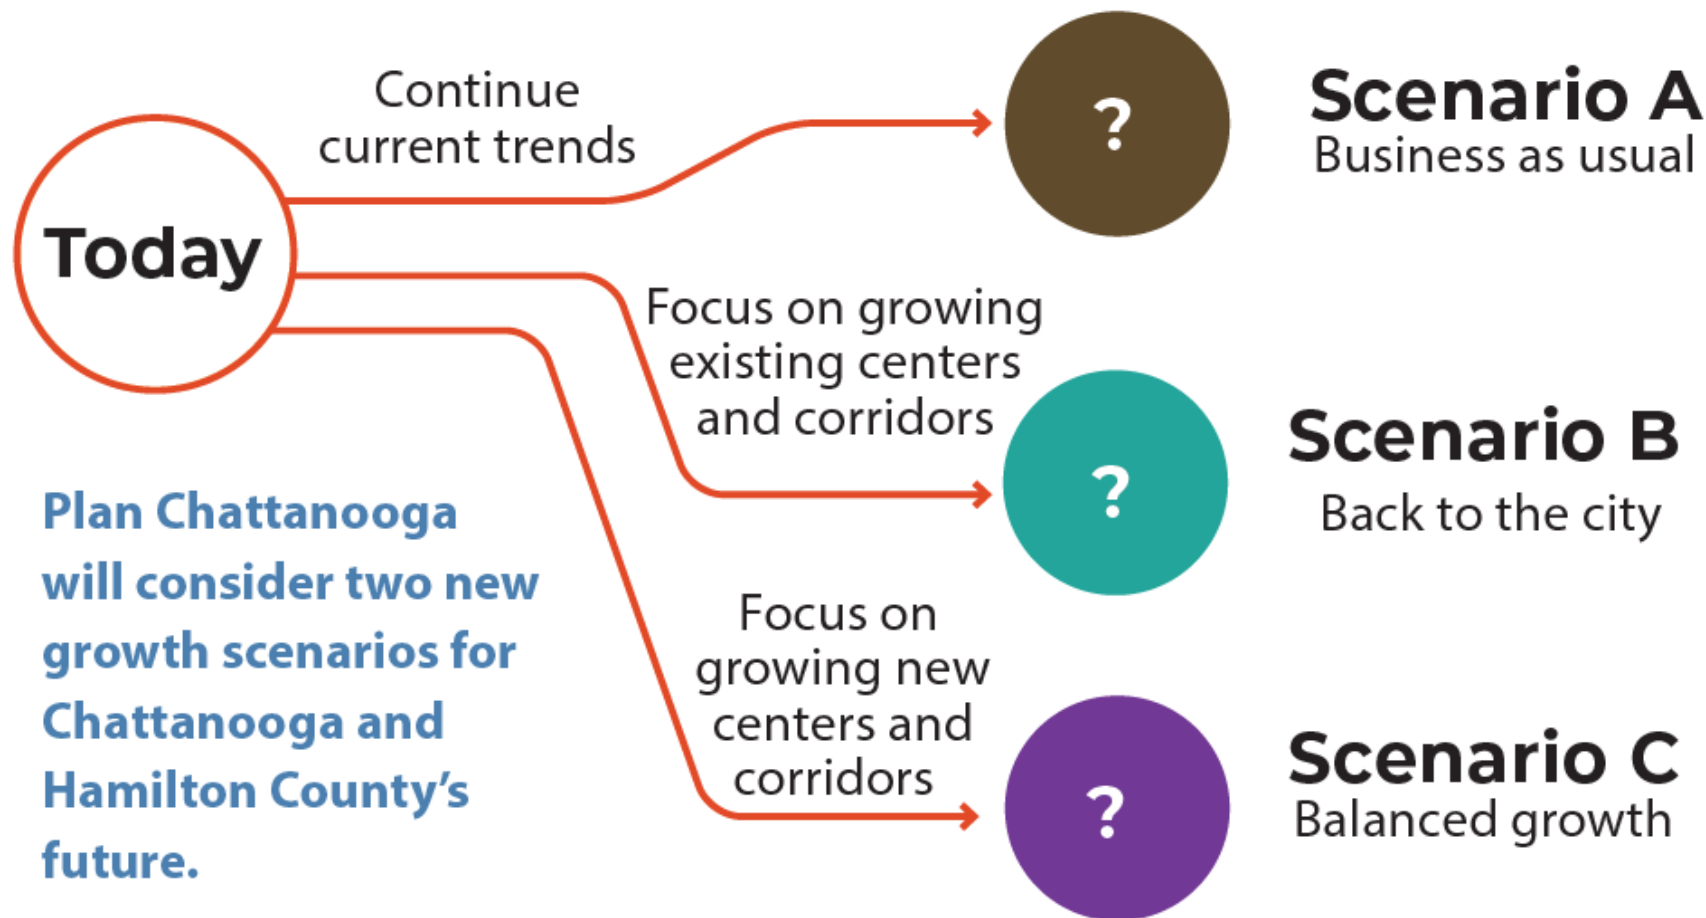 Continue
current trends
?
Scenario A
Business as usual
Today
Focus on growing
existing centers
and corridors
?
Scenario B
Back to the city
Plan Chattanooga
will consider two new
growth scenarios for
Chattanooga and
Hamilton County’s
future.
Focus on
growing new
centers and
corridors
?
Scenario C
Balanced growth